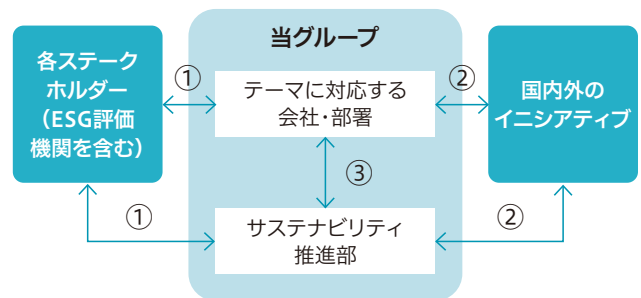 当グループ
各ステーク
ホルダー
（ESG評価
機関を含む）
①
テーマに対応する
会社・部署
②
国内外の
イニシアティブ
③
①
サステナビリティ
推進部
②